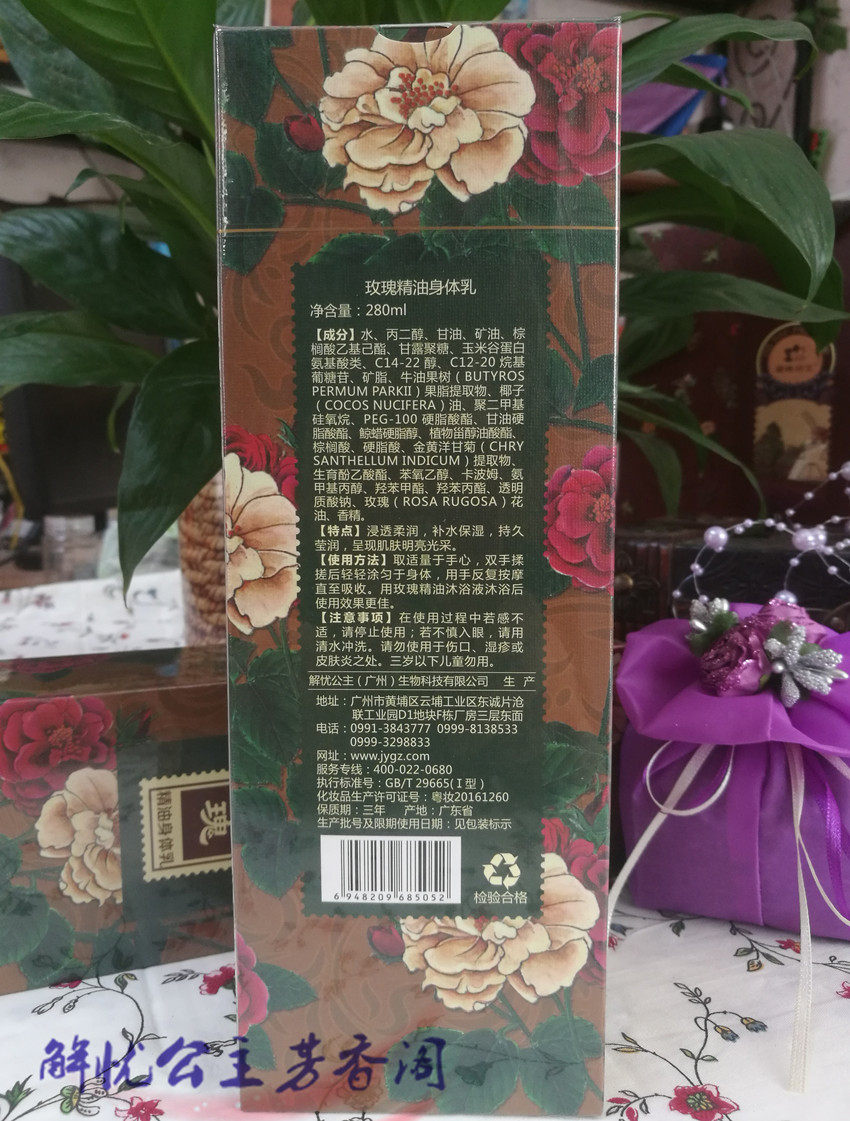 玫瑰精油身体乳
净含量：280ml
【成分】水、丙二醇、甘油、矿油、棕
榈酸乙基己酯、甘露聚糖、玉米谷蛋白
氨基酸类、C14-22 醇、C12-20 烷基
葡糖苷、矿脂、牛油果树（BUTYROS
PERMUM PARKII）果脂提取物、椰子
（COCOS NUCIFERA）油、聚二甲基
硅氧烷、PEG-100 硬脂酸酯、甘油硬
脂酸酯、鲸蜡硬脂醇、植物甾醇油酸酯、
棕榈酸、硬脂酸、金黄洋甘菊（CHRY
SANTHELLUM INDICUM）提取物、
生育酚乙酸酯、苯氧乙醇、卡波姆、氨
甲基丙醇、羟苯甲酯、羟苯丙酯、透明
质酸钠、玫瑰（ROSA RUGOSA）花
油、香精。
【特点】浸透柔润，补水保湿，持久
莹润，呈现肌肤明亮光采。
【使用方法】取适量于手心，双手揉
搓后轻轻涂匀于身体，用手反复按摩
直至吸收。用玫瑰精油沐浴液沐浴后
使用效果更佳。
【注意事项】在使用过程中若感不
适，请停止使用；若不慎入眼，请用
清水冲洗。请勿使用于伤口、湿疹或
皮肤炎之处。三岁以下儿童勿用。
解忧公主（广州）生物科技有限公司 生 产
地址：广州市黄埔区云埔工业区东诚片沧
联工业园D1地块F栋厂房三层东面
电话：0991-3843777 0999-8138533
0999-3298833
网址：www.jygz.com
服务专线：400-022-0680
执行标准号：GB/T 29665(Ⅰ型)
化妆品生产许可证号：粤妆20161260
保质期：三年 产地：广东省
生产批号及限期使用日期：见包装标示
6 948209 685052
检验合格
瑰
精油身体乳
解忧公主芳香阁